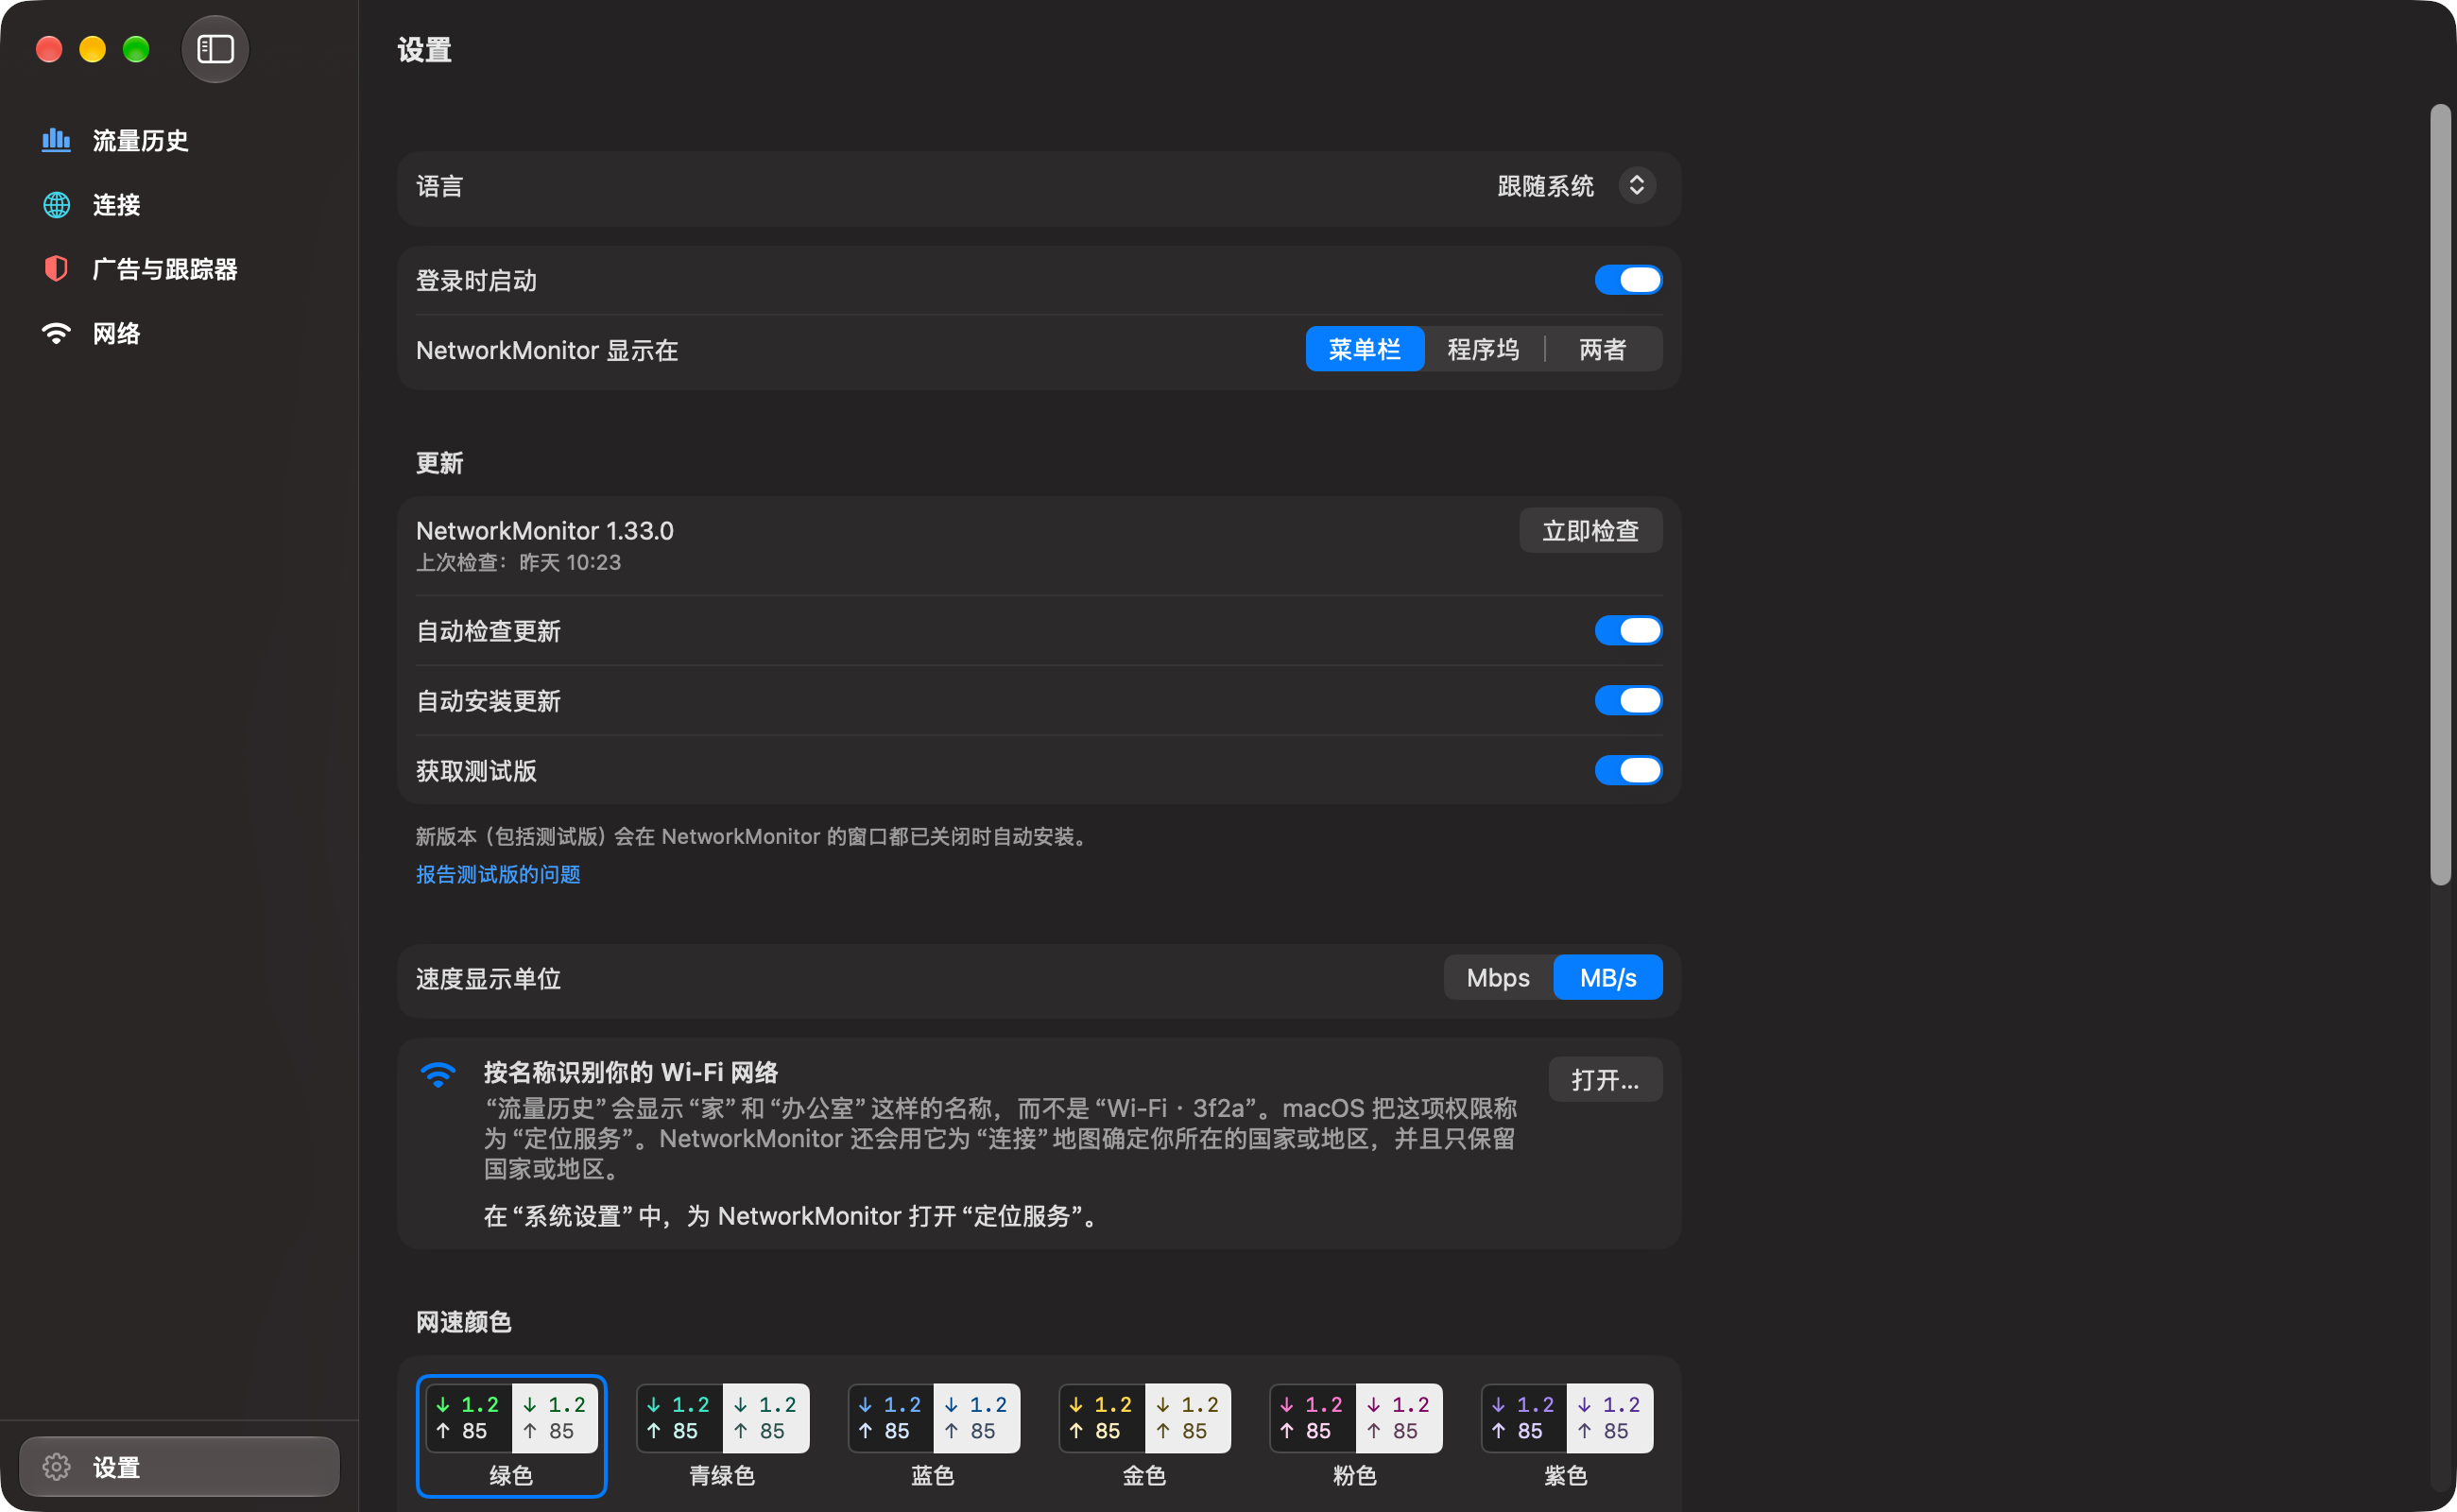 设置
流量历史
连接
广告与跟踪器
网络
设置
语言
跟随系统
登录时启动
NetworkMonitor 显示在
菜单栏
程序坞
两者
更新
NetworkMonitor 1.33.0
上次检查：昨天 10:23
立即检查
自动检查更新
自动安装更新
获取测试版
新版本（包括测试版）会在 NetworkMonitor 的窗口都已关闭时自动安装。
报告测试版的问题
速度显示单位
Mbps
MB/s
按名称识别你的 Wi-Fi 网络
打开...
“流量历史”会显示“家”和“办公室”这样的名称，而不是“Wi-Fi · 3f2a”。macOS 把这项权限称
为“定位服务”。NetworkMonitor 还会用它为“连接”地图确定你所在的国家或地区，并且只保留
国家或地区。
在“系统设置”中，为 NetworkMonitor 打开“定位服务”。
网速颜色
↓ 1.2 ↓ 1.2
↑ 85 ↑ 85
绿色
↓ 1.2 ↓ 1.2
↑ 85 ↑ 85
青绿色
↓ 1.2 ↓ 1.2
↑ 85 ↑ 85
蓝色
↓ 1.2 ↓ 1.2
↑ 85 ↑ 85
金色
↓ 1.2 ↓ 1.2
↑ 85 ↑ 85
粉色
↓ 1.2 ↓ 1.2
↑ 85 ↑ 85
紫色